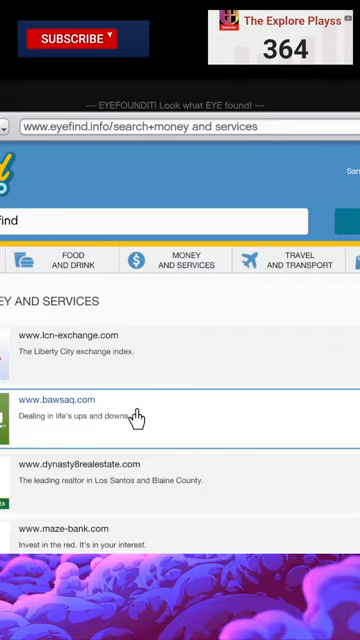 SUBSCRIBE
The Explore Playss
364
--- EYEFOUNDIT! Look what EYE found! ---
www.eyefind.info/search+money and services
San
find
FOOD
AND DRINK
MONEY
AND SERVICES
TRAVEL
AND TRANSPORT
EY AND SERVICES
www.lcn-exchange.com
The Liberty City exchange index.
www.bawsaq.com
Dealing in life's ups and downs.
www.dynasty8realestate.com
The leading realtor in Los Santos and Blaine County.
www.maze-bank.com
Invest in the red. It's in your interest.